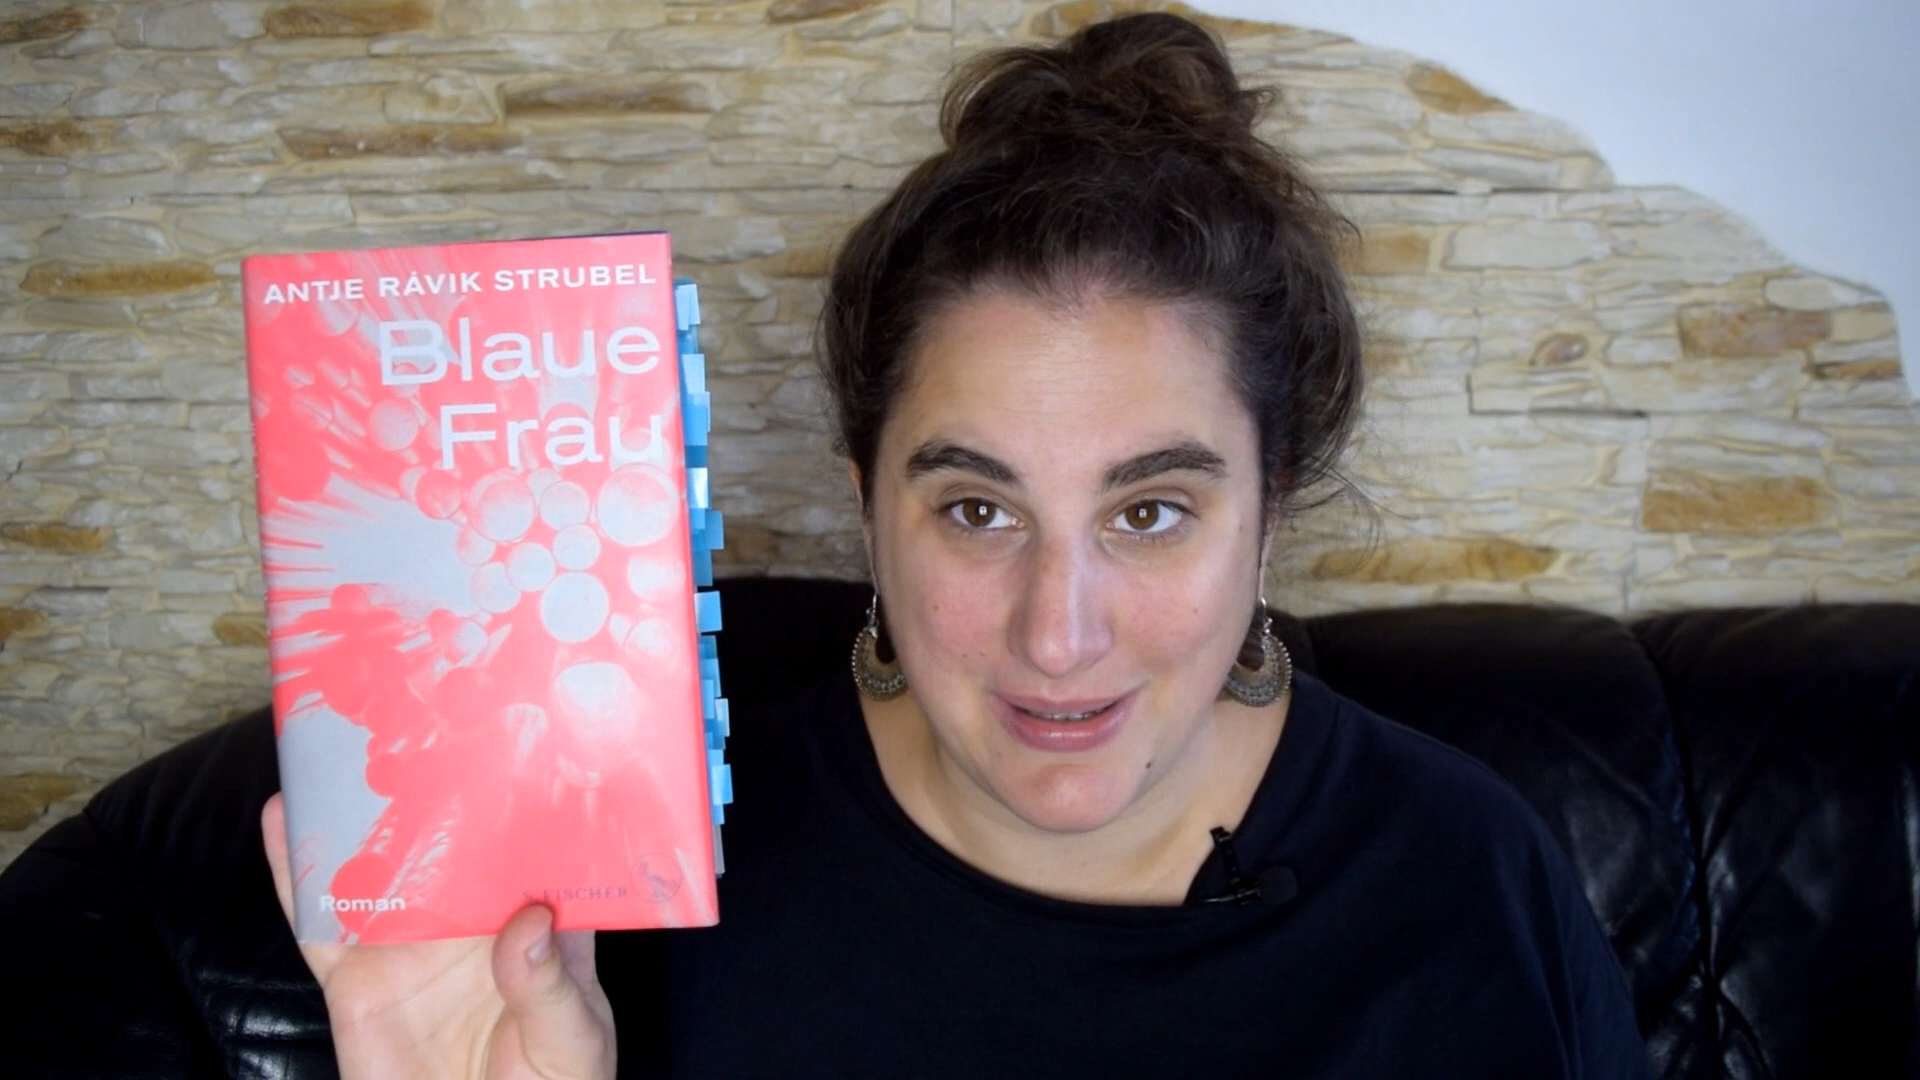 ANTJE RÁVIK STRUBEL
Blaue
Frau
Roman
S. FISCHER